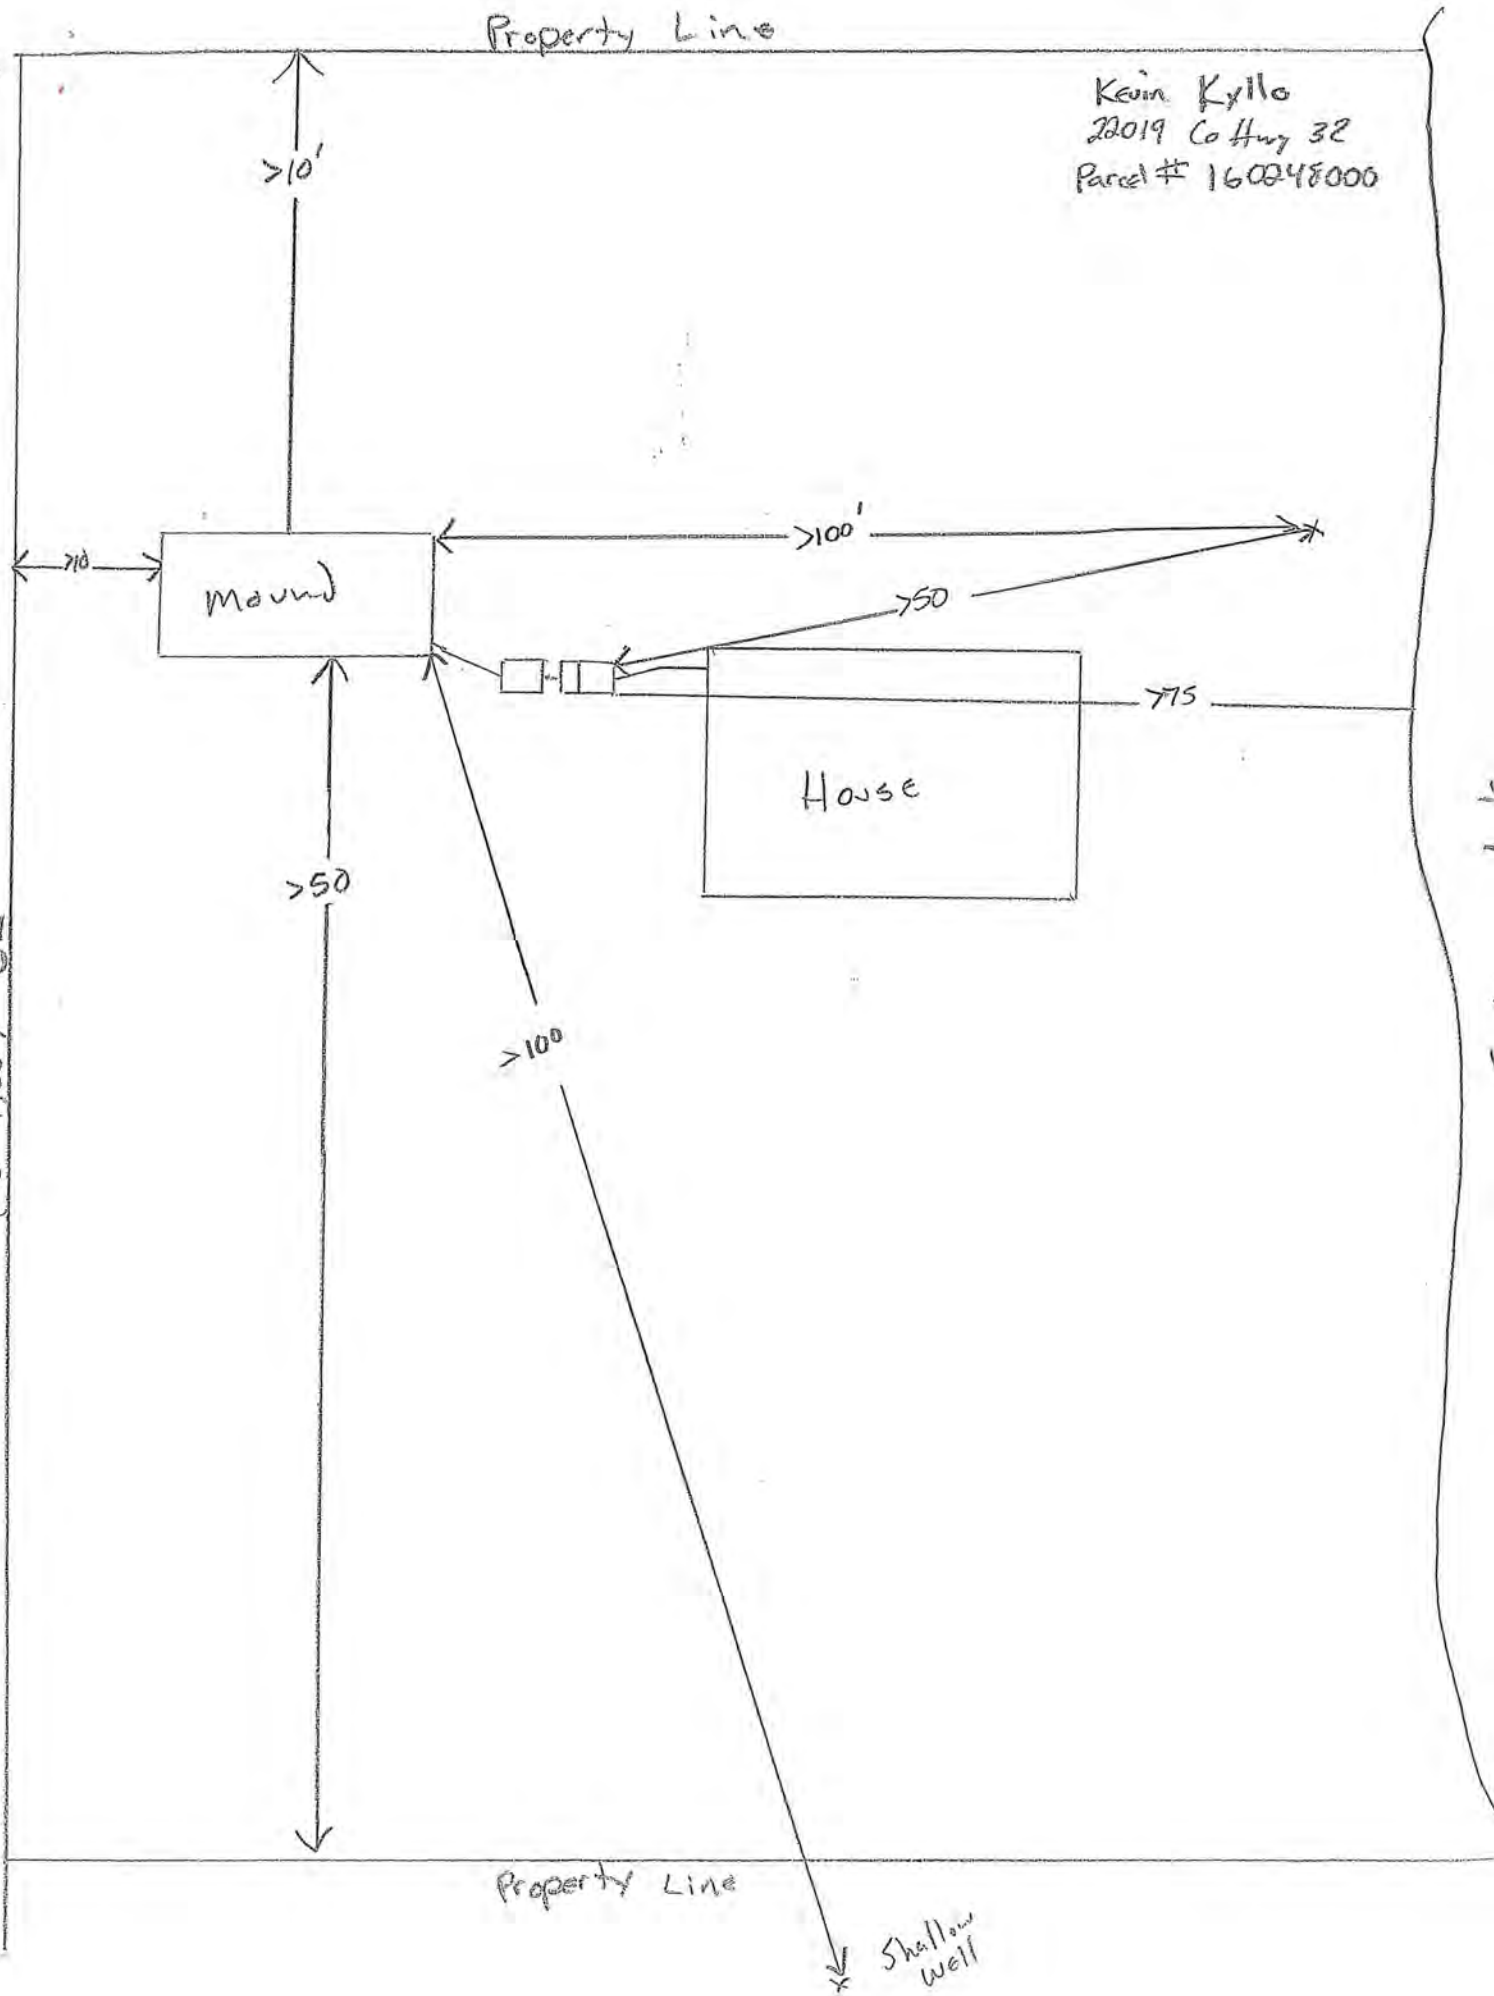 Property Line
Kevin Kyllo
22019 Co Hwy 32
Parcel # 160248000
>10'
>100'
>10
Mound
>50
>75
House
>50
>100
Property Line
Shallow
well